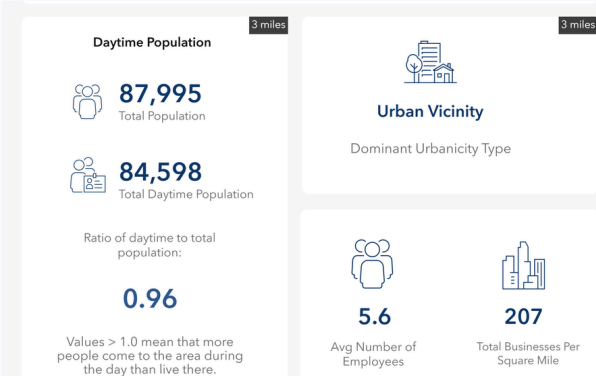 3 miles
Daytime Population
87,995
Total Population
84,598
Total Daytime Population
Ratio of daytime to total
population:
0.96
Values > 1.0 mean that more
people come to the area during
the day than live there.
3 miles
Urban Vicinity
Dominant Urbanicity Type
5.6
Avg Number of
Employees
207
Total Businesses Per
Square Mile